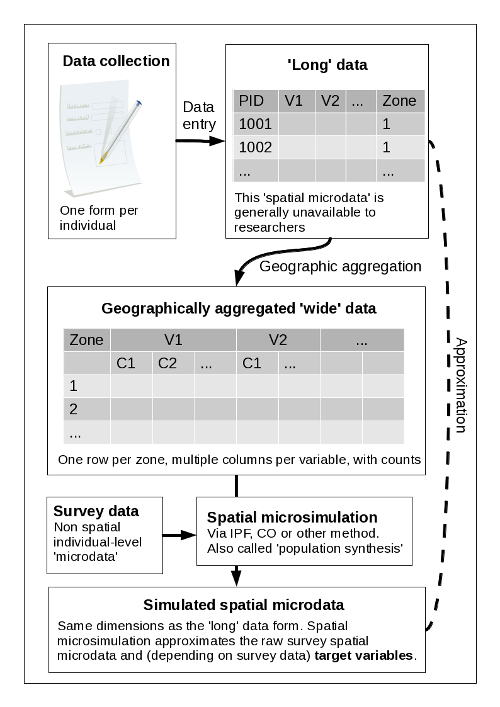 Data collection
One form per
individual
Data
entry
'Long' data
PID V1 V2 ... Zone
1001 1
1002 1
... ...
This 'spatial microdata' is
generally unavailable to
researchers
Geographic aggregation
Geographically aggregated 'wide' data
Zone V1 V2 ...
C1 C2 ... C1 ...
1
2
...
One row per zone, multiple columns per variable, with counts
Approximation
Survey data
Non spatial
individual-level
'microdata'
Spatial microsimulation
Via IPF, CO or other method.
Also called 'population synthesis'
Simulated spatial microdata
Same dimensions as the 'long' data form. Spatial
microsimulation approximates the raw survey spatial
microdata and (depending on survey data) target variables.